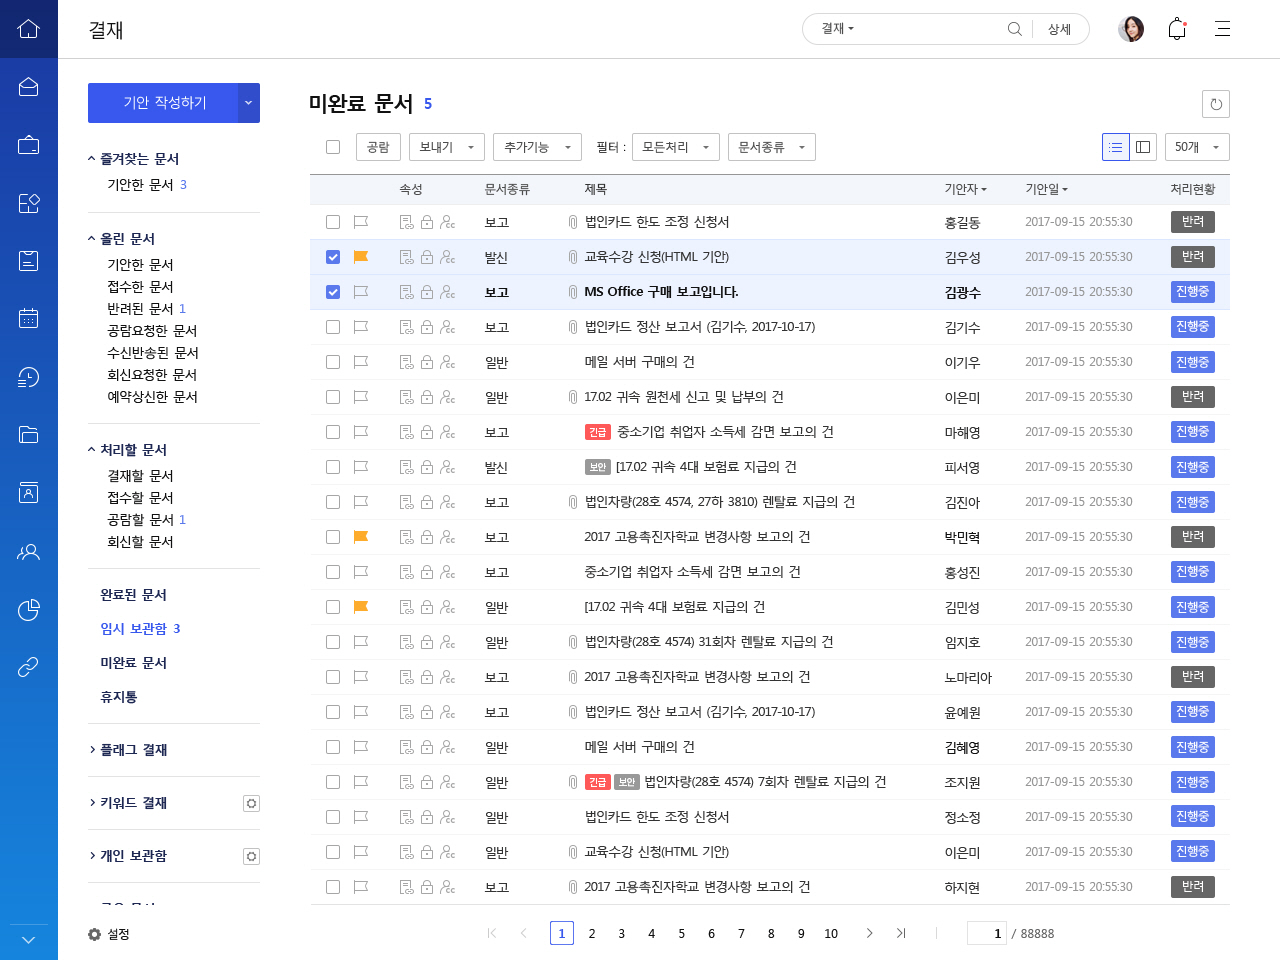 결재
결재 상세
기안 작성하기
즐겨찾는 문서
기안한 문서 3
올린 문서
기안한 문서
접수한 문서
반려된 문서 1
공람요청한 문서
수신반송된 문서
회신요청한 문서
예약상신한 문서
처리할 문서
결재할 문서
접수할 문서
공람할 문서 1
회신할 문서
완료된 문서
임시 보관함 3
미완료 문서
휴지통
플래그 결재
키워드 결재
개인 보관함
설정
미완료 문서 5
공람 보내기 추가기능 필터 : 모든처리 문서종류 50개
속성 문서종류 제목 기안자 기안일 처리현황
보고 법인카드 한도 조정 신청서 홍길동 2017-09-15 20:55:30 반려
발신 교육수강 신청(HTML 기안) 김우성 2017-09-15 20:55:30 반려
보고 MS Office 구매 보고입니다. 김광수 2017-09-15 20:55:30 진행중
보고 법인카드 정산 보고서 (김기수, 2017-10-17) 김기수 2017-09-15 20:55:30 진행중
일반 메일 서버 구매의 건 이기우 2017-09-15 20:55:30 진행중
일반 17.02 귀속 원천세 신고 및 납부의 건 이은미 2017-09-15 20:55:30 반려
보고 긴급 중소기업 취업자 소득세 감면 보고의 건 마해영 2017-09-15 20:55:30 진행중
발신 보안 [17.02 귀속 4대 보험료 지급의 건 피서영 2017-09-15 20:55:30 진행중
일반 법인차량(28호 4574, 27하 3810) 렌탈료 지급의 건 김진아 2017-09-15 20:55:30 진행중
보고 2017 고용촉진자학교 변경사항 보고의 건 박민혁 2017-09-15 20:55:30 반려
보고 중소기업 취업자 소득세 감면 보고의 건 홍성진 2017-09-15 20:55:30 진행중
일반 [17.02 귀속 4대 보험료 지급의 건 김민성 2017-09-15 20:55:30 진행중
일반 법인차량(28호 4574) 31회차 렌탈료 지급의 건 임지호 2017-09-15 20:55:30 진행중
보고 2017 고용촉진자학교 변경사항 보고의 건 노마리아 2017-09-15 20:55:30 반려
보고 법인카드 정산 보고서 (김기수, 2017-10-17) 윤예원 2017-09-15 20:55:30 진행중
일반 메일 서버 구매의 건 김혜영 2017-09-15 20:55:30 진행중
일반 긴급 보안 법인차량(28호 4574) 7회차 렌탈료 지급의 건 조지원 2017-09-15 20:55:30 진행중
일반 법인카드 한도 조정 신청서 정소정 2017-09-15 20:55:30 진행중
일반 교육수강 신청(HTML 기안) 이은미 2017-09-15 20:55:30 진행중
보고 2017 고용촉진자학교 변경사항 보고의 건 하지현 2017-09-15 20:55:30 반려
1 2 3 4 5 6 7 8 9 10 1 / 88888